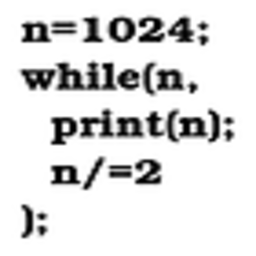 n=1024;
while(n,
print(n);
n/=2
);